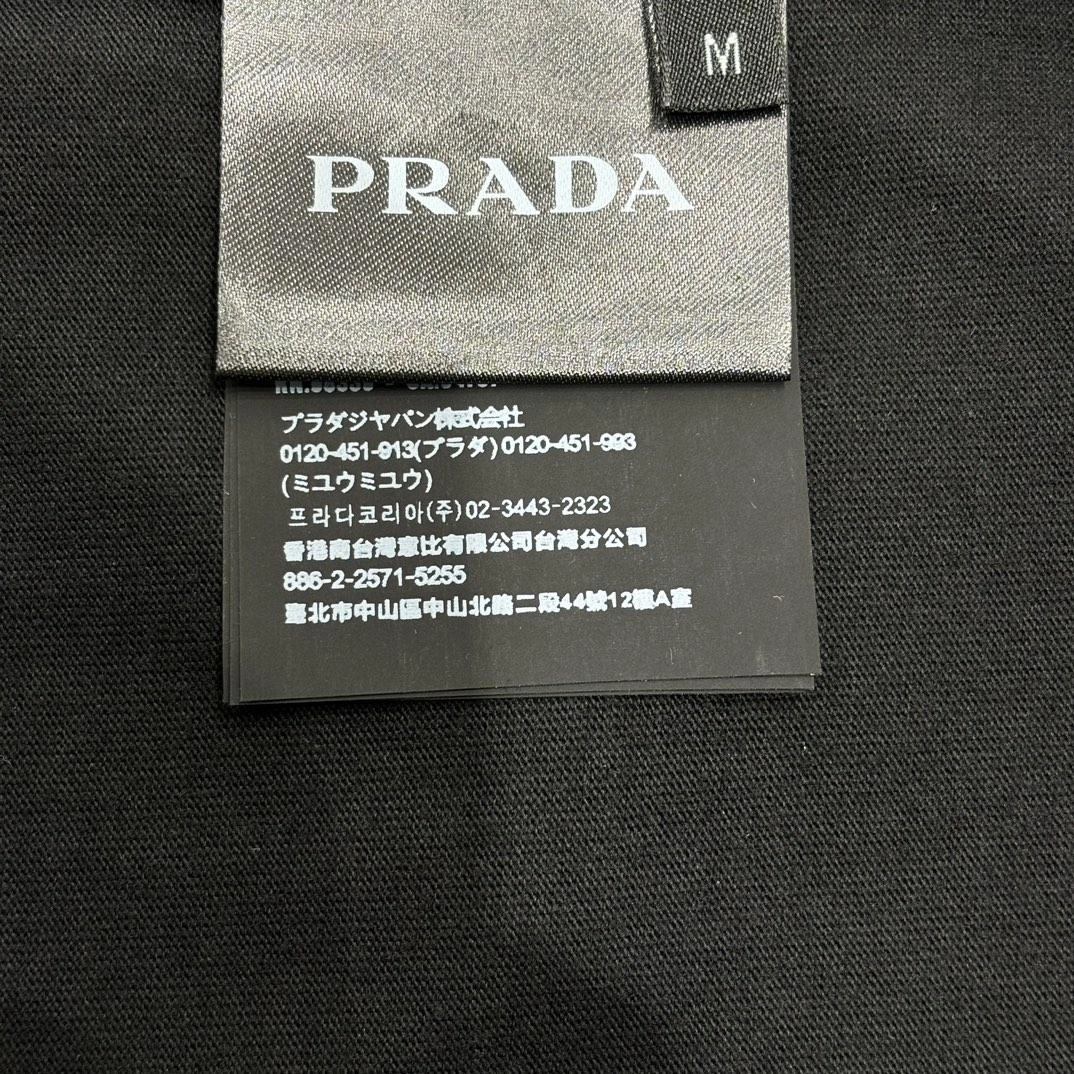 M
PRADA
プラダジヤパン株式会社
0120-451-913(プラダ) 0120-451-993
(ミユウミユウ)
프라다코리아(주)02-3443-2323
香港商台灣意比有限公司台灣分公司
886-2-2571-5255
臺北市中山區中山北路二段44號12樓A室